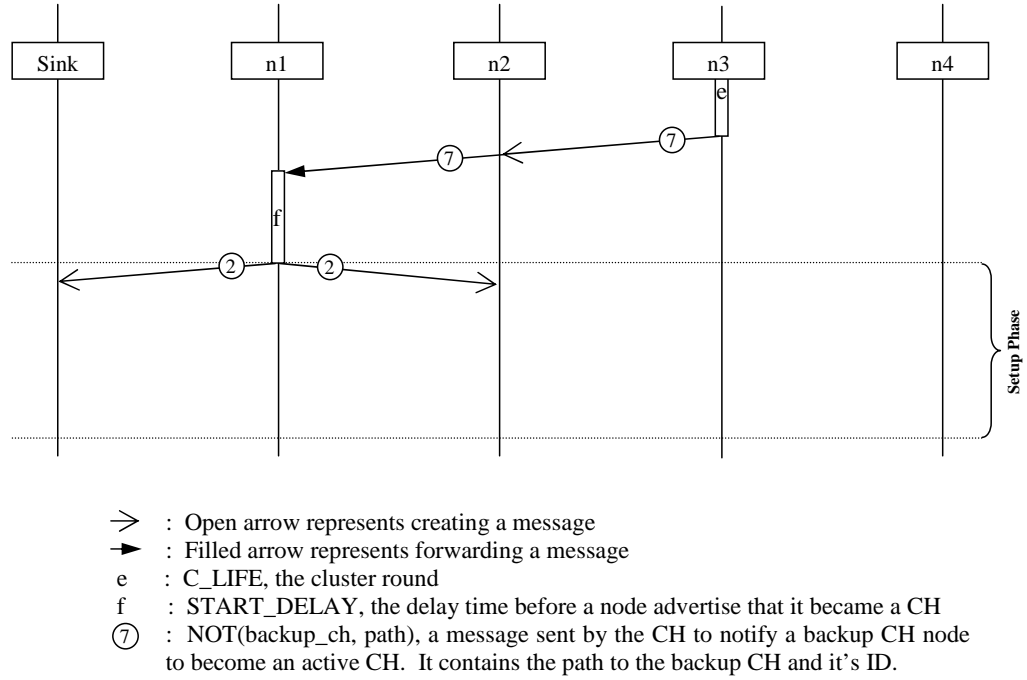 Sink n1 n2 n3 n4
e
7
7
f
2 2
Setup Phase
: Open arrow represents creating a message
: Filled arrow represents forwarding a message
e : C_LIFE, the cluster round
f : START_DELAY, the delay time before a node advertise that it became a CH
7 : NOT(backup_ch, path), a message sent by the CH to notify a backup CH node
to become an active CH. It contains the path to the backup CH and it's ID.